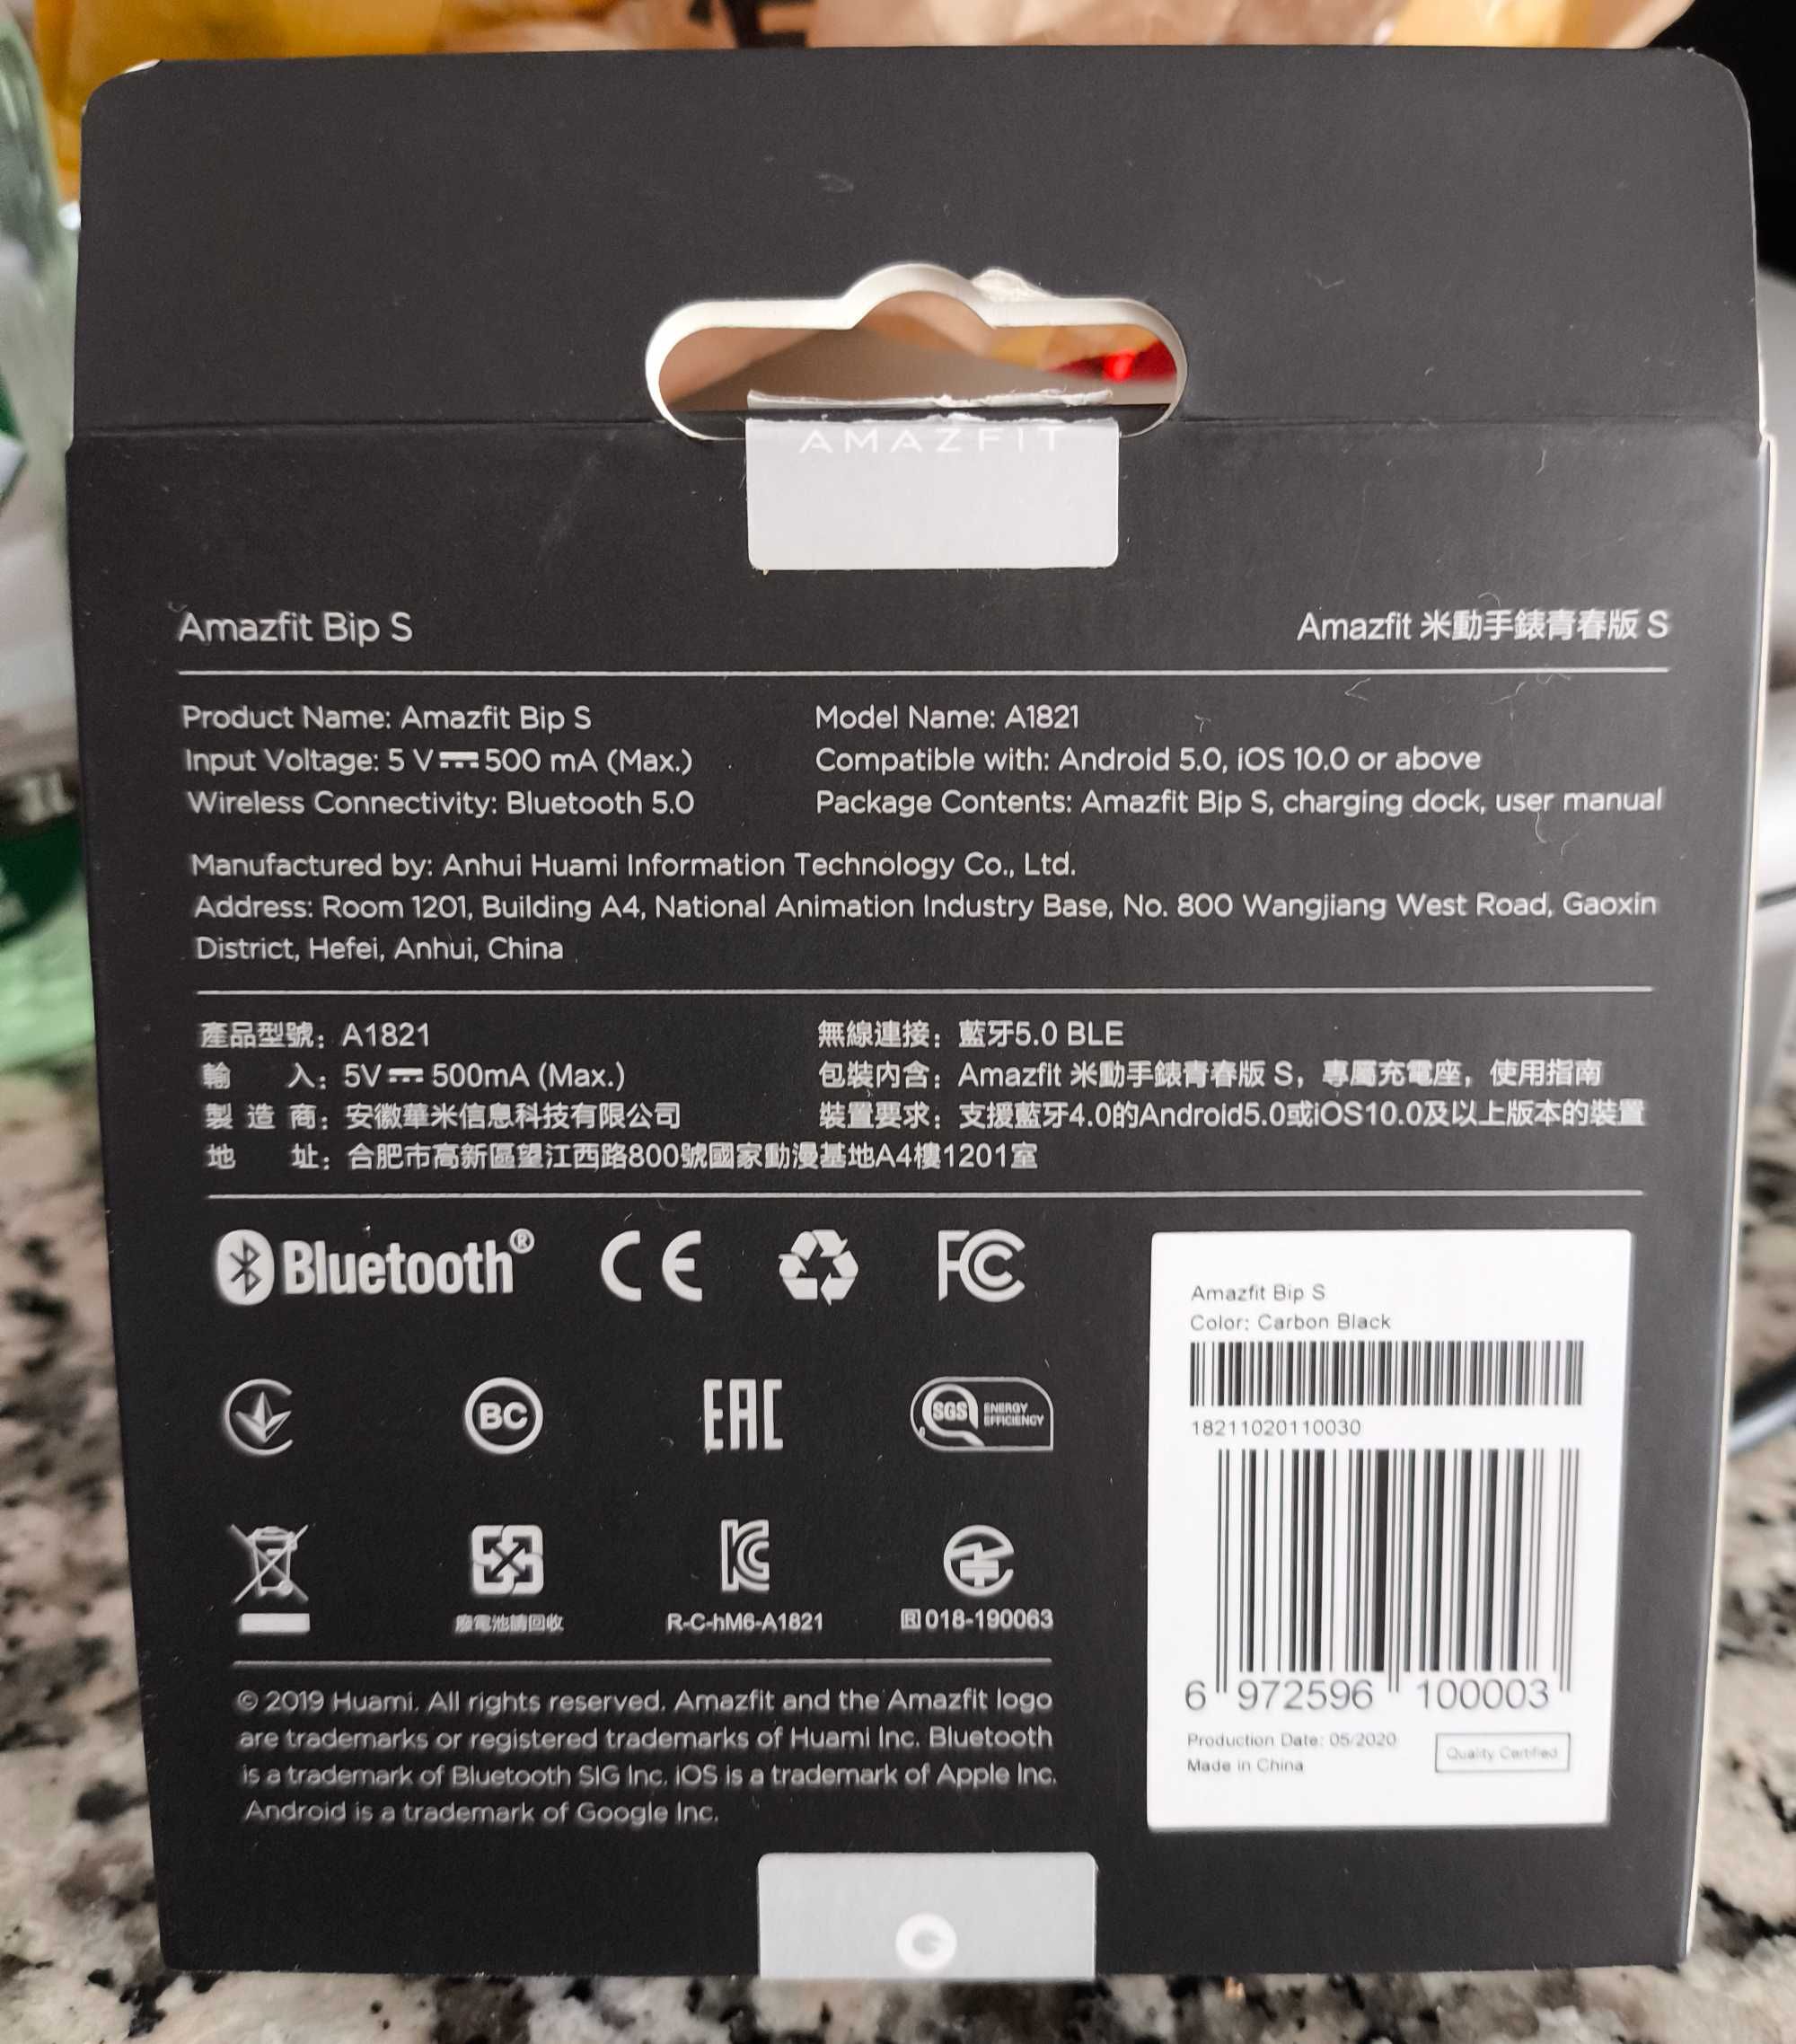 AMAZFIT
Amazfit Bip S
Amazfit 米動手錶青春版 S
Product Name: Amazfit Bip S
Model Name: A1821
Input Voltage: 5 V⎓500 mA (Max.)
Compatible with: Android 5.0, iOS 10.0 or above
Wireless Connectivity: Bluetooth 5.0
Package Contents: Amazfit Bip S, charging dock, user manual
Manufactured by: Anhui Huami Information Technology Co., Ltd.
Address: Room 1201, Building A4, National Animation Industry Base, No. 800 Wangjiang West Road, Gaoxin
District, Hefei, Anhui, China
產品型號：A1821
無線連接：藍牙5.0 BLE
輸入：5V⎓500mA (Max.)
包裝內含：Amazfit 米動手錶青春版 S，專屬充電座，使用指南
製造商：安徽華米信息科技有限公司
裝置要求：支援藍牙4.0的Android5.0或iOS10.0及以上版本的裝置
地址：合肥市高新區望江西路800號國家動漫基地A4樓1201室
Bluetooth®
CE
FC
BC
EAC
SGS ENERGY
EFFICIENCY
廢電池請回收
R-C-hM6-A1821
R 018-190063
© 2019 Huami. All rights reserved. Amazfit and the Amazfit logo
are trademarks or registered trademarks of Huami Inc. Bluetooth
is a trademark of Bluetooth SIG Inc. iOS is a trademark of Apple Inc.
Android is a trademark of Google Inc.
Amazfit Bip S
Color: Carbon Black
18211020110030
6 972596 100003
Production Date: 05/2020
Made in China
Quality Certified